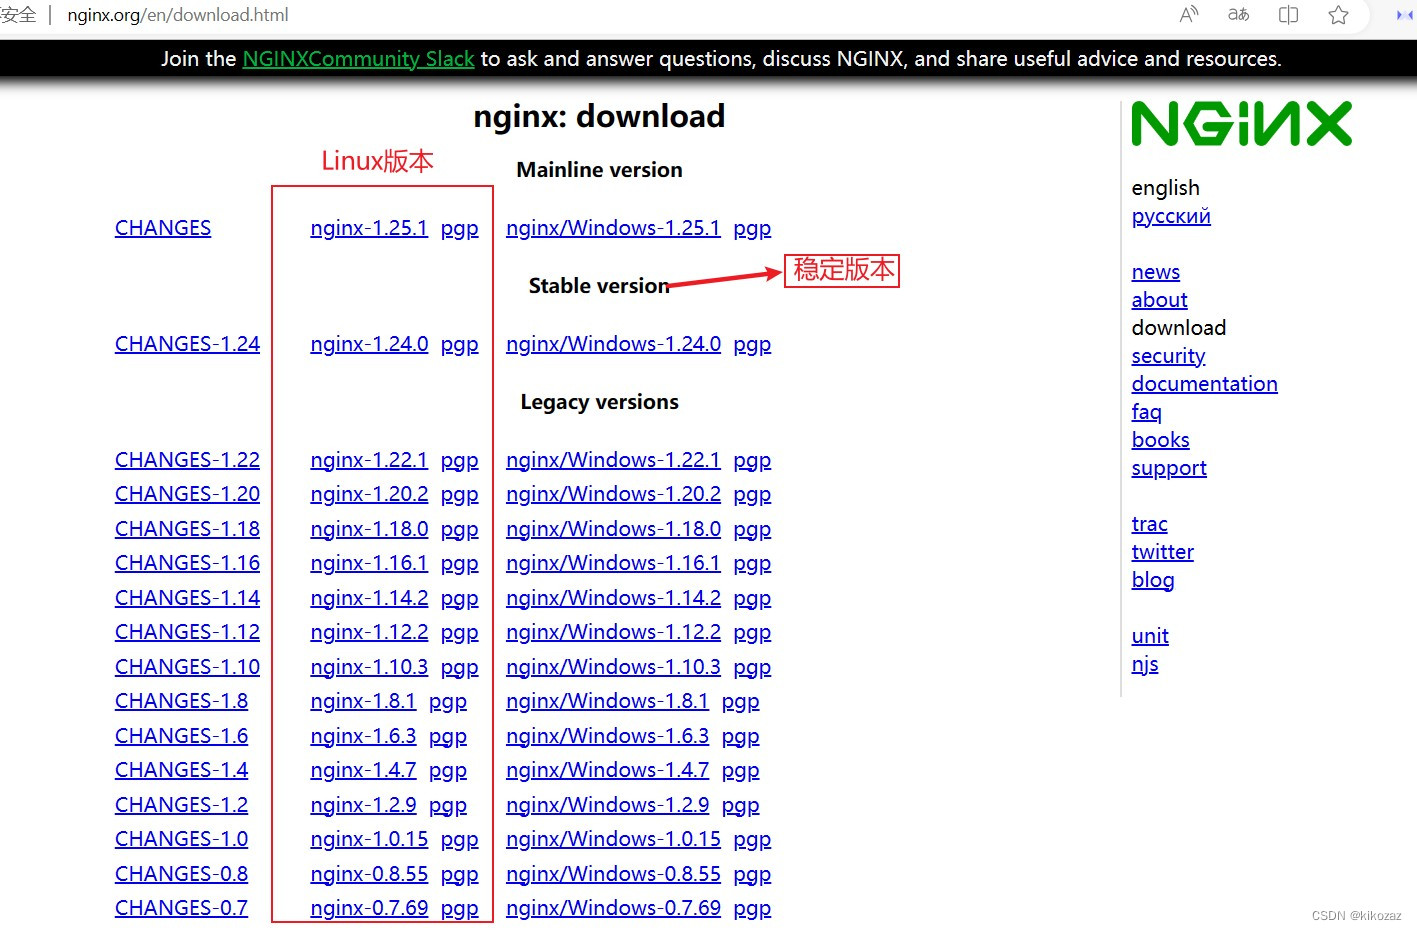 安全 | nginx.org/en/download.html
Join the NGINXCommunity Slack to ask and answer questions, discuss NGINX, and share useful advice and resources.
nginx: download
Linux版本
Mainline version
CHANGES nginx-1.25.1 pgp nginx/Windows-1.25.1 pgp
Stable version 稳定版本
CHANGES-1.24 nginx-1.24.0 pgp nginx/Windows-1.24.0 pgp
Legacy versions
CHANGES-1.22 nginx-1.22.1 pgp nginx/Windows-1.22.1 pgp
CHANGES-1.20 nginx-1.20.2 pgp nginx/Windows-1.20.2 pgp
CHANGES-1.18 nginx-1.18.0 pgp nginx/Windows-1.18.0 pgp
CHANGES-1.16 nginx-1.16.1 pgp nginx/Windows-1.16.1 pgp
CHANGES-1.14 nginx-1.14.2 pgp nginx/Windows-1.14.2 pgp
CHANGES-1.12 nginx-1.12.2 pgp nginx/Windows-1.12.2 pgp
CHANGES-1.10 nginx-1.10.3 pgp nginx/Windows-1.10.3 pgp
CHANGES-1.8 nginx-1.8.1 pgp nginx/Windows-1.8.1 pgp
CHANGES-1.6 nginx-1.6.3 pgp nginx/Windows-1.6.3 pgp
CHANGES-1.4 nginx-1.4.7 pgp nginx/Windows-1.4.7 pgp
CHANGES-1.2 nginx-1.2.9 pgp nginx/Windows-1.2.9 pgp
CHANGES-1.0 nginx-1.0.15 pgp nginx/Windows-1.0.15 pgp
CHANGES-0.8 nginx-0.8.55 pgp nginx/Windows-0.8.55 pgp
CHANGES-0.7 nginx-0.7.69 pgp nginx/Windows-0.7.69 pgp
NGINX
english
русский
news
about
download
security
documentation
faq
books
support
trac
twitter
blog
unit
njs
CSDN @kikozaz